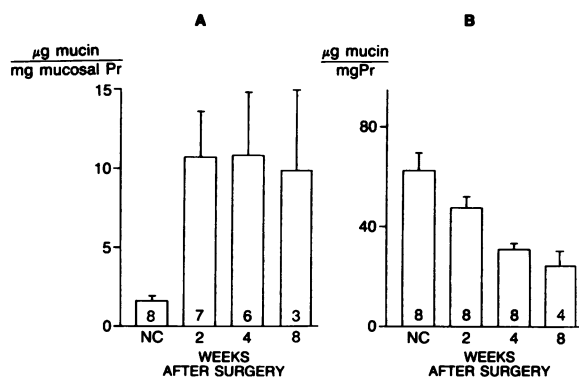 A
μg mucin
mg mucosal Pr
15
10
5
0
8
7
6
3
NC
2
4
8
WEEKS
AFTER SURGERY
B
μg mucin
mgPr
80
40
0
8
8
8
4
NC
2
4
8
WEEKS
AFTER SURGERY